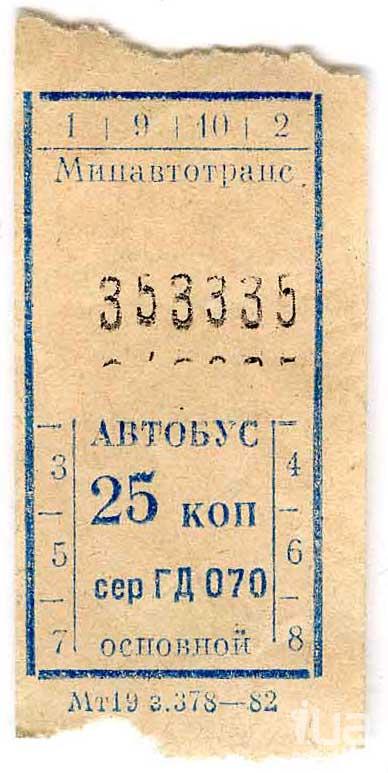 1 | 9 | 10 | 2
Минавтотранс
353335
АВТОБУС
3 4
25 коп
5 6
сер ГД 070
7 основной 8
Мт19 з.378—82
iua